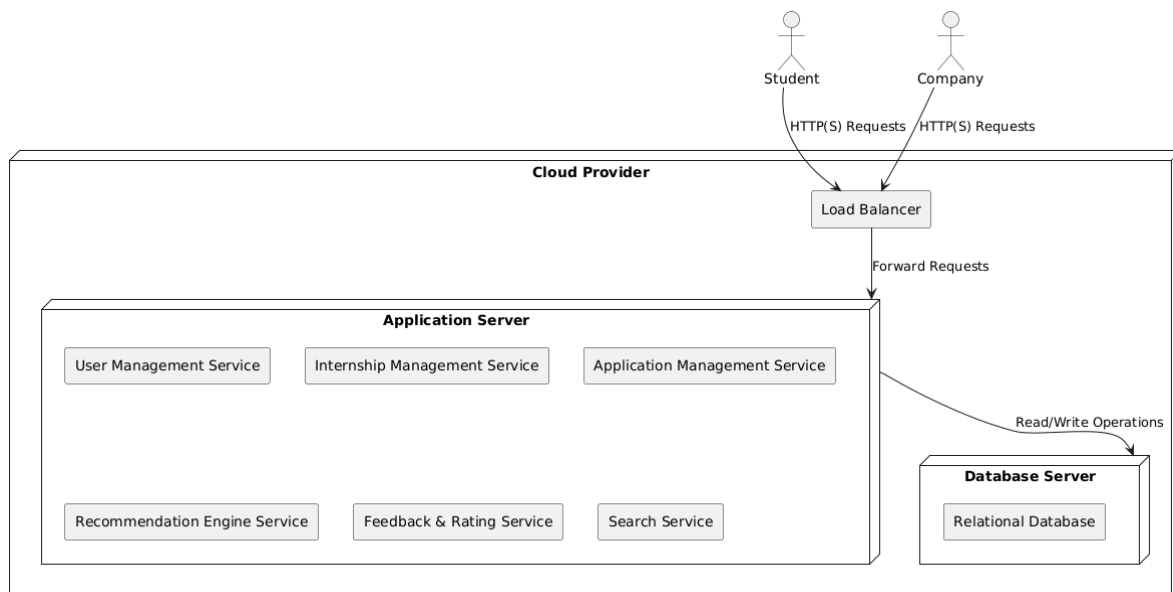 Student
Company
HTTP(S) Requests
HTTP(S) Requests
Cloud Provider
Load Balancer
Forward Requests
Application Server
User Management Service
Internship Management Service
Application Management Service
Read/Write Operations
Database Server
Recommendation Engine Service
Feedback & Rating Service
Search Service
Relational Database